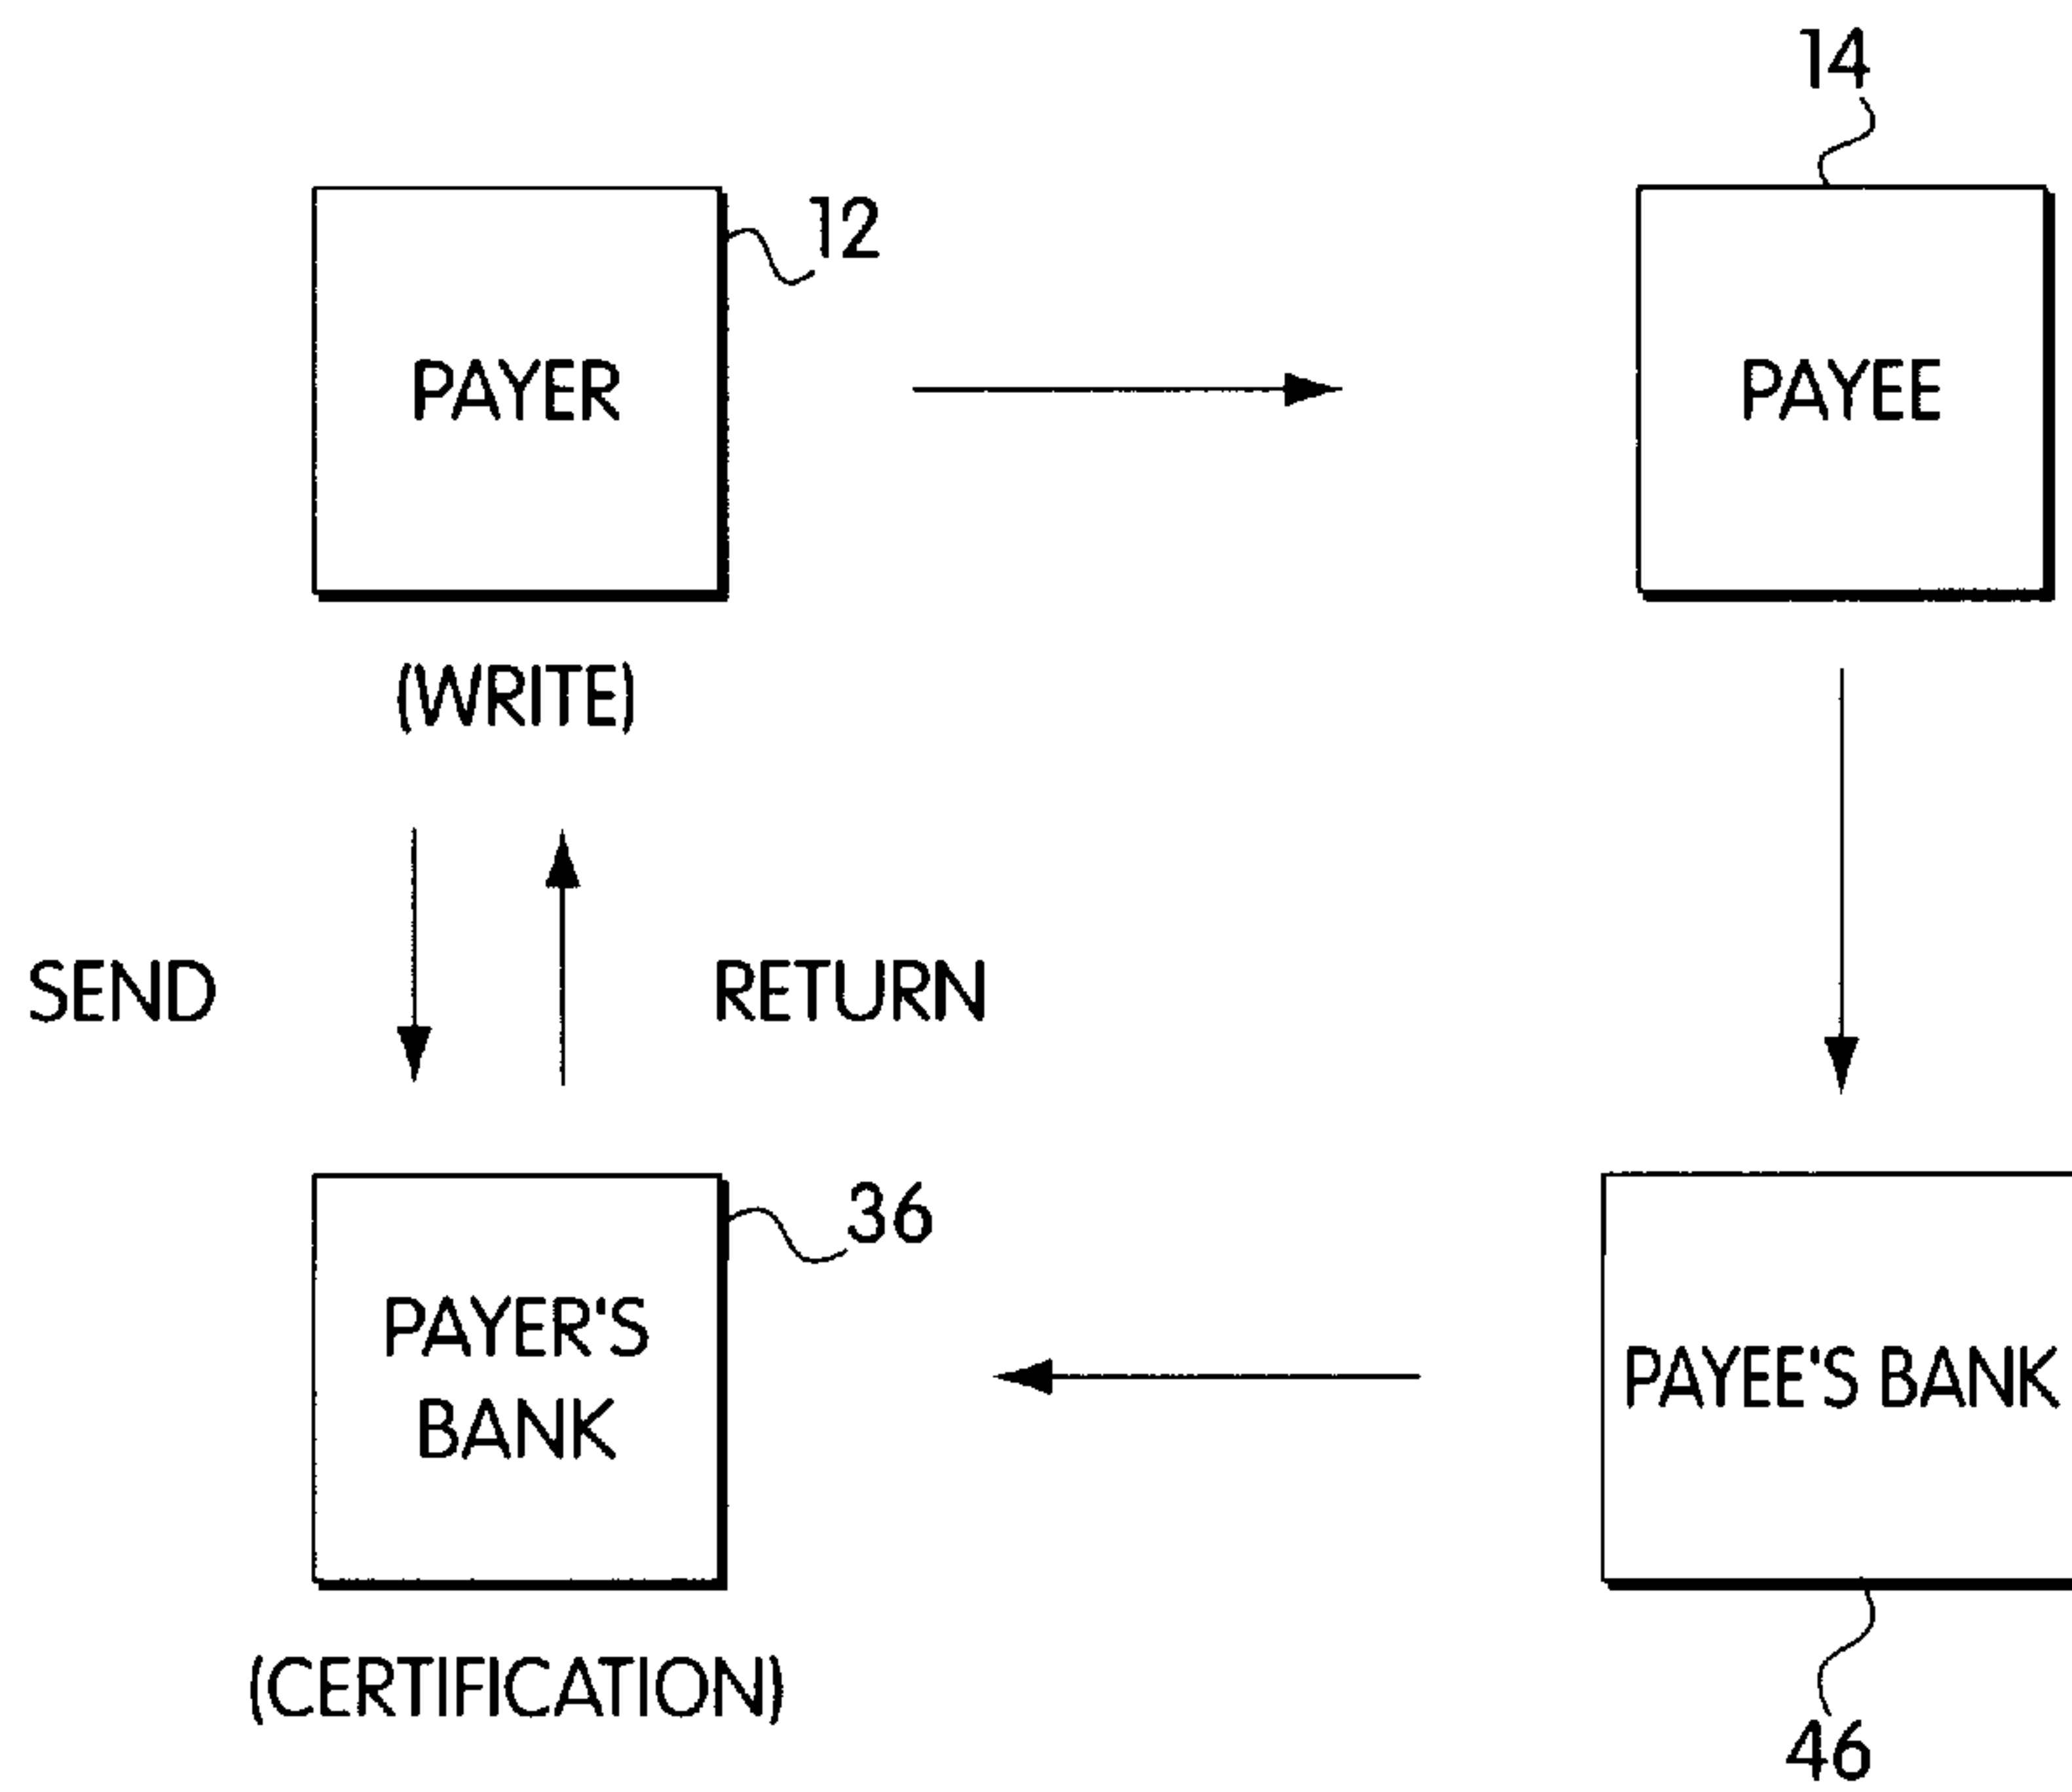 14
12
PAYER
PAYEE
(WRITE)
SEND
RETURN
36
PAYER'S
BANK
PAYEE'S BANK
(CERTIFICATION)
46